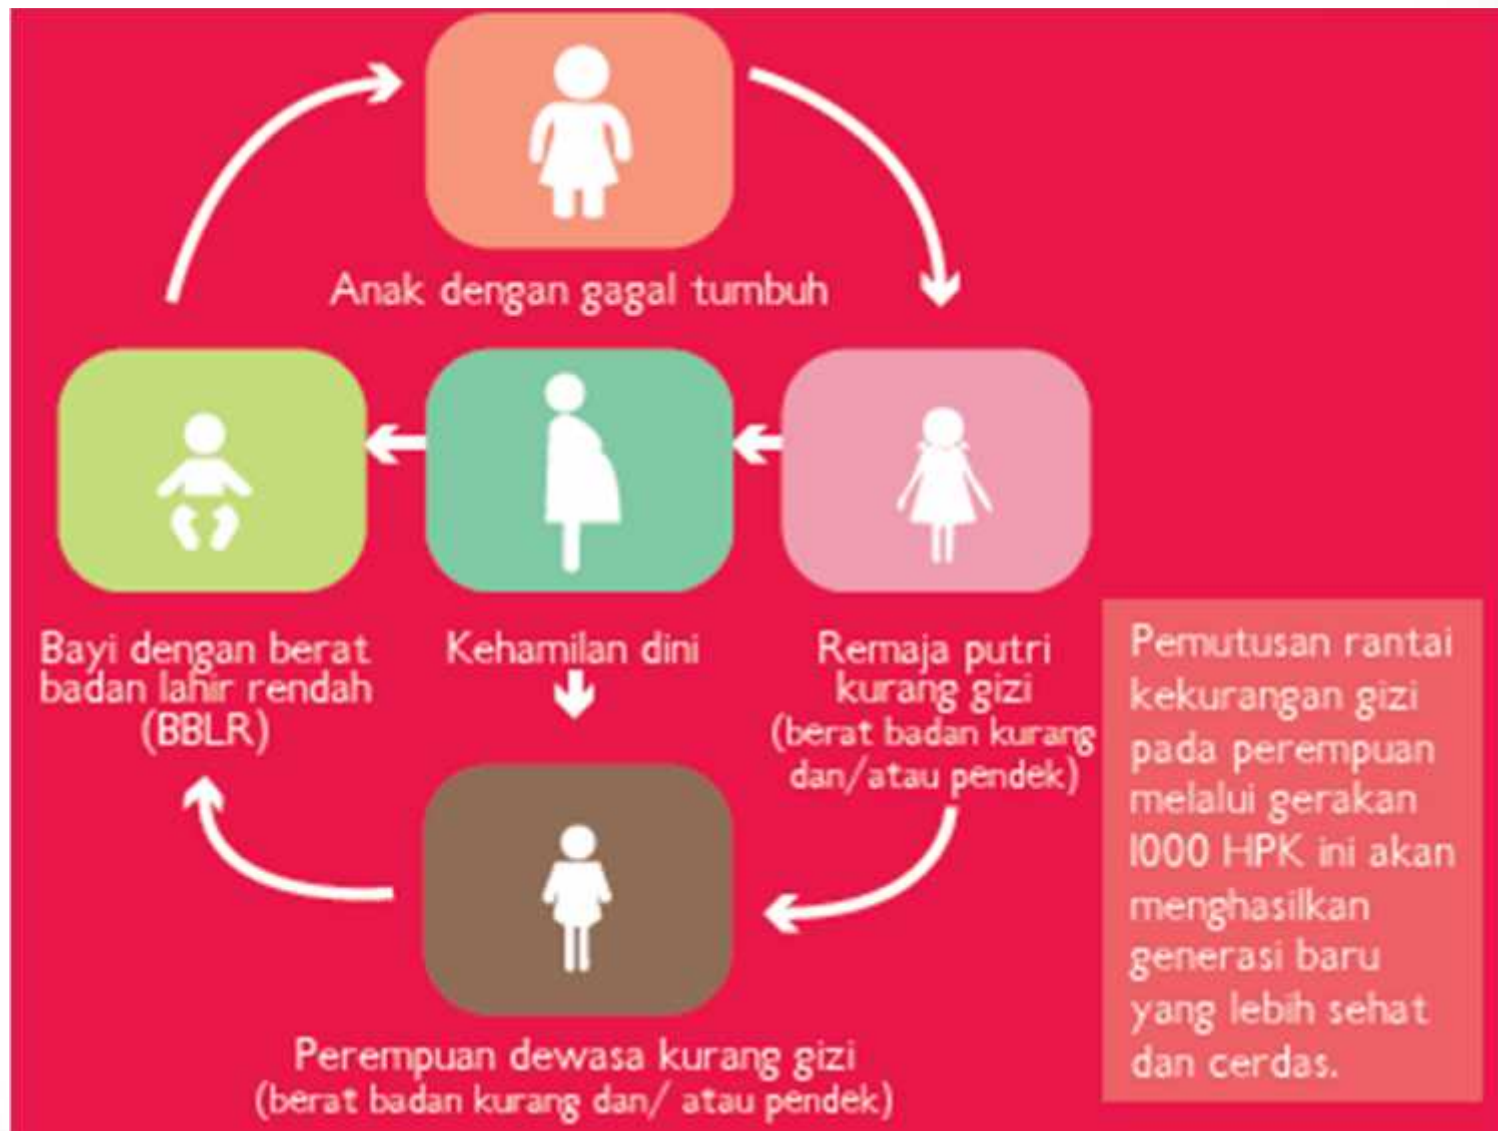 Anak dengan gagal tumbuh
Bayi dengan berat
badan lahir rendah
(BBLR)
Kehamilan dini
Remaja putri
kurang gizi
(berat badan kurang
dan/atau pendek)
Perempuan dewasa kurang gizi
(berat badan kurang dan/ atau pendek)
Pemutusan rantai
kekurangan gizi
pada perempuan
melalui gerakan
1000 HPK ini akan
menghasilkan
generasi baru
yang lebih sehat
dan cerdas.